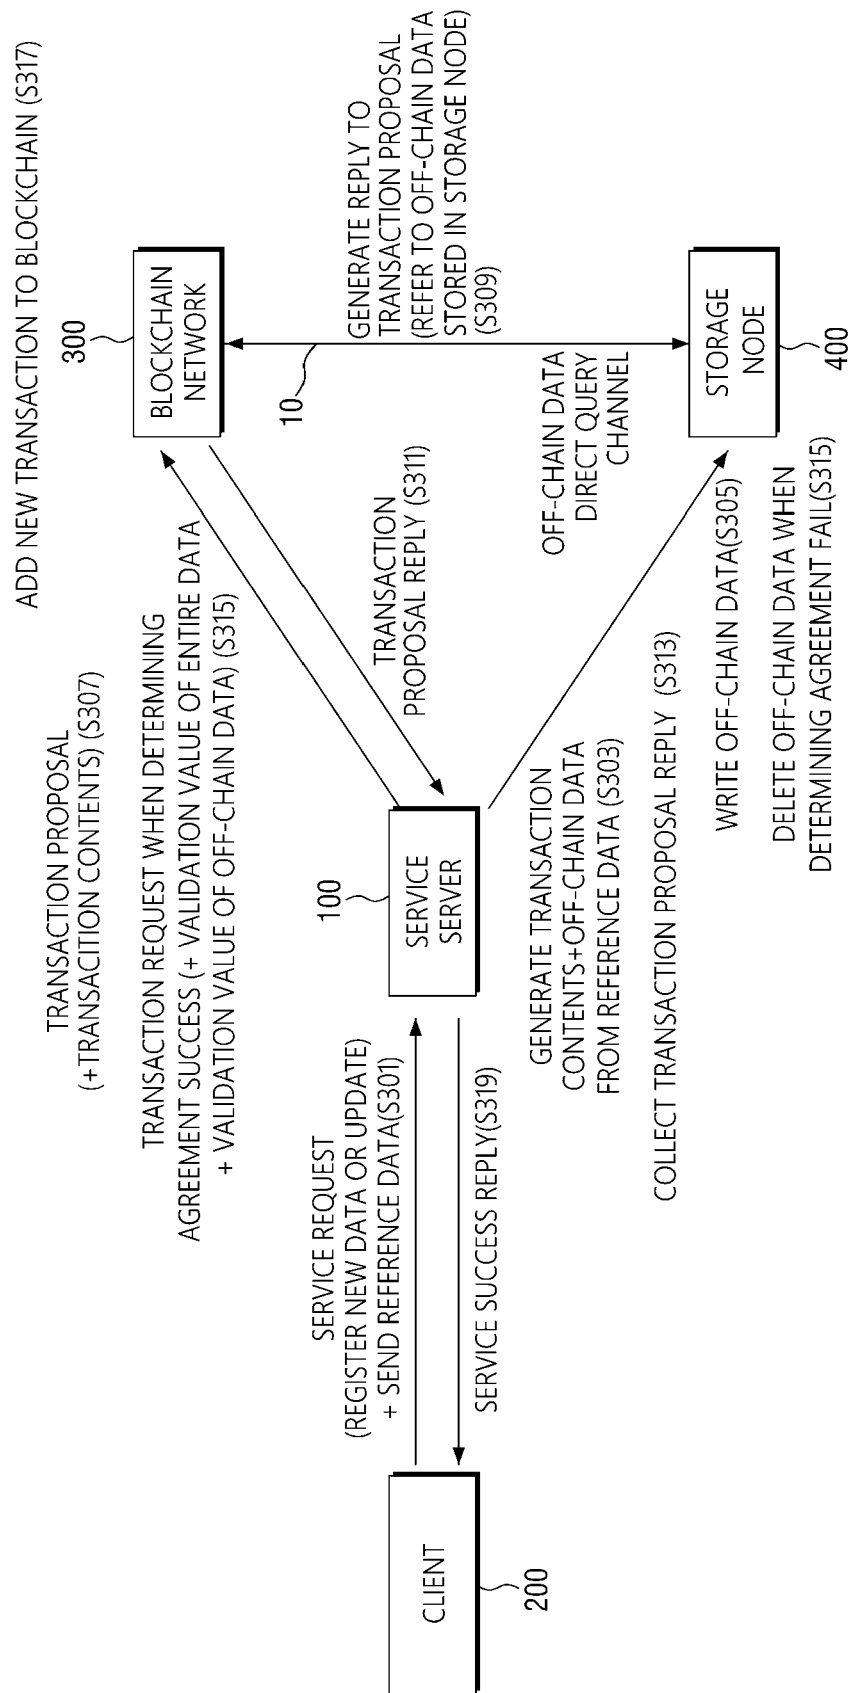 ADD NEW TRANSACTION TO BLOCKCHAIN (S317)
TRANSACTION PROPOSAL
(+TRANSACITION CONTENTS) (S307)
TRANSACTION REQUEST WHEN DETERMINING
AGREEMENT SUCCESS (+ VALIDATION VALUE OF ENTIRE DATA
+ VALIDATION VALUE OF OFF-CHAIN DATA) (S315)
300
BLOCKCHAIN
NETWORK
SERVICE REQUEST
(REGISTER NEW DATA OR UPDATE)
+ SEND REFERENCE DATA(S301)
TRANSACTION
PROPOSAL REPLY (S311)
10
GENERATE REPLY TO
TRANSACTION PROPOSAL
(REFER TO OFF-CHAIN DATA
STORED IN STORAGE NODE)
(S309)
CLIENT
200
100
SERVICE
SERVER
SERVICE SUCCESS REPLY(S319)
OFF-CHAIN DATA
DIRECT QUERY
CHANNEL
GENERATE TRANSACTION
CONTENTS+OFF-CHAIN DATA
FROM REFERENCE DATA (S303)
COLLECT TRANSACTION PROPOSAL REPLY (S313)
STORAGE
NODE
400
WRITE OFF-CHAIN DATA(S305)
DELETE OFF-CHAIN DATA WHEN
DETERMINING AGREEMENT FAIL(S315)